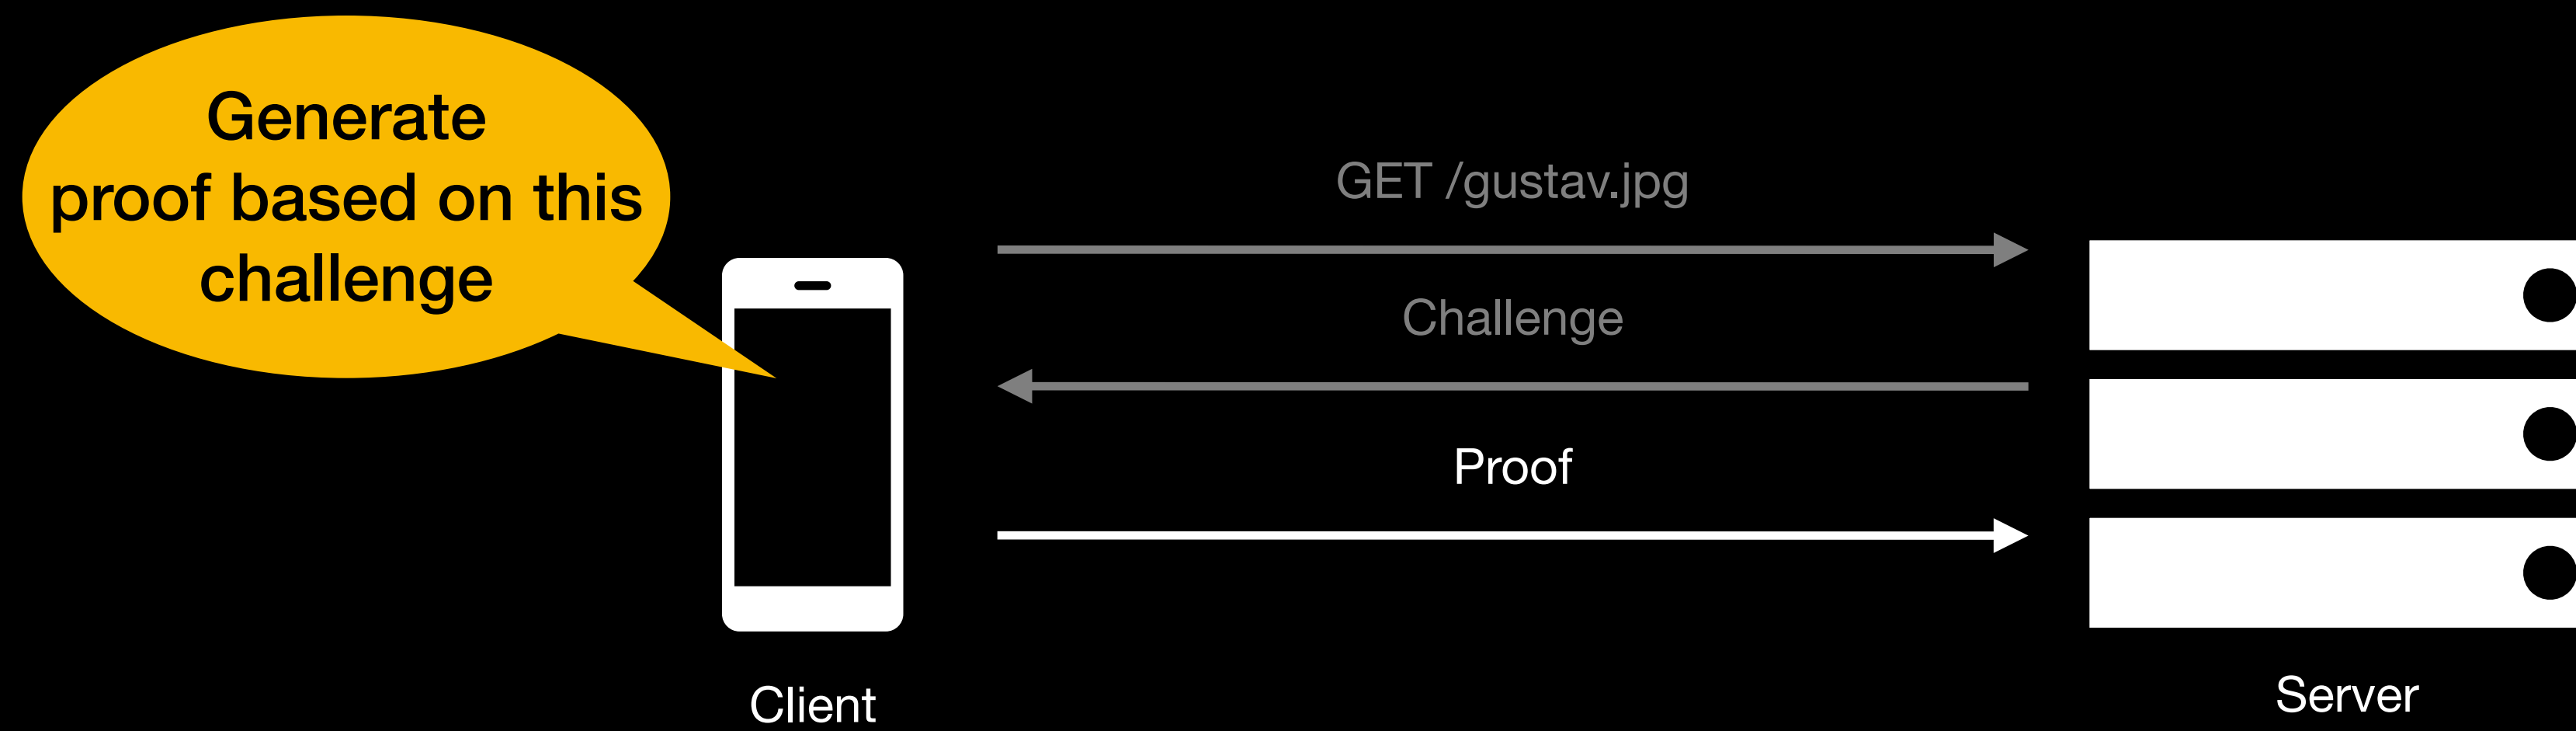 Generate
proof based on this
challenge
GET /gustav.jpg
Challenge
Proof
Client
Server